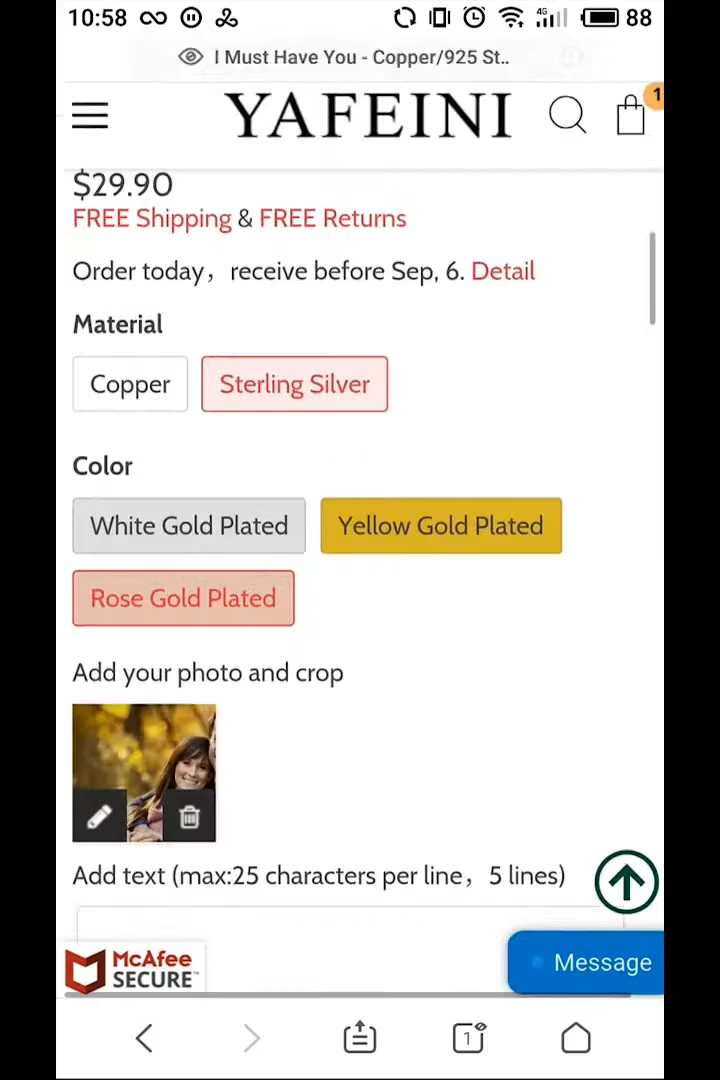 10:58
4G
88
I Must Have You - Copper/925 St..
YAFEINI
1
$29.90
FREE Shipping & FREE Returns
Order today，receive before Sep, 6. Detail
Material
Copper
Sterling Silver
Color
White Gold Plated
Yellow Gold Plated
Rose Gold Plated
Add your photo and crop
Add text (max:25 characters per line，5 lines)
McAfee
SECURE™
Message
1